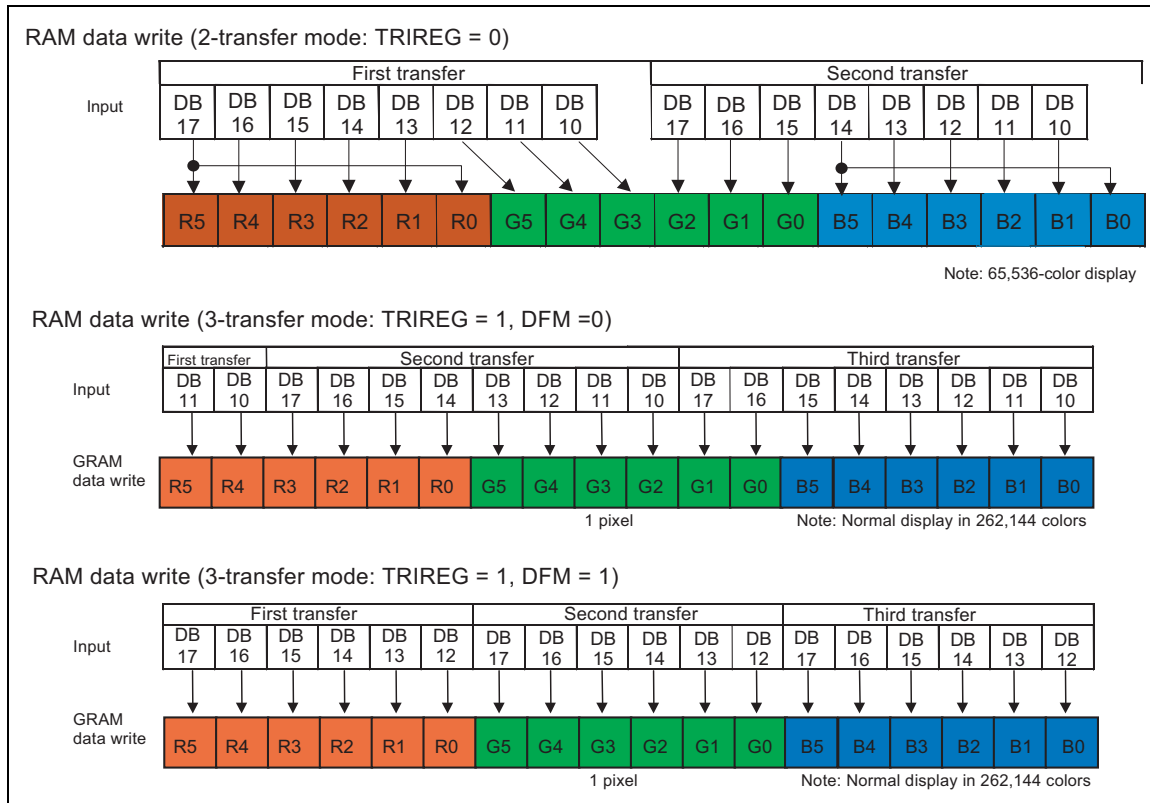 RAM data write (2-transfer mode: TRIREG = 0)
First transfer Second transfer
Input DB 17 DB 16 DB 15 DB 14 DB 13 DB 12 DB 11 DB 10 DB 17 DB 16 DB 15 DB 14 DB 13 DB 12 DB 11 DB 10
R5 R4 R3 R2 R1 R0 G5 G4 G3 G2 G1 G0 B5 B4 B3 B2 B1 B0
Note: 65,536-color display
RAM data write (3-transfer mode: TRIREG = 1, DFM =0)
First transfer Second transfer Third transfer
Input DB 11 DB 10 DB 17 DB 16 DB 15 DB 14 DB 13 DB 12 DB 11 DB 10 DB 17 DB 16 DB 15 DB 14 DB 13 DB 12 DB 11 DB 10
GRAM data write R5 R4 R3 R2 R1 R0 G5 G4 G3 G2 G1 G0 B5 B4 B3 B2 B1 B0
1 pixel Note: Normal display in 262,144 colors
RAM data write (3-transfer mode: TRIREG = 1, DFM = 1)
First transfer Second transfer Third transfer
Input DB 17 DB 16 DB 15 DB 14 DB 13 DB 12 DB 17 DB 16 DB 15 DB 14 DB 13 DB 12 DB 17 DB 16 DB 15 DB 14 DB 13 DB 12
GRAM data write R5 R4 R3 R2 R1 R0 G5 G4 G3 G2 G1 G0 B5 B4 B3 B2 B1 B0
1 pixel Note: Normal display in 262,144 colors